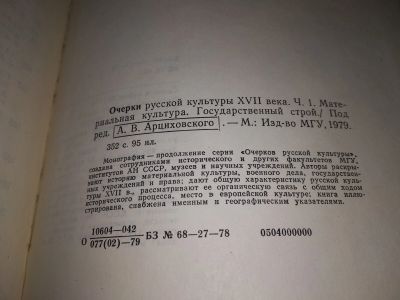 Очерки русской культуры XVII века. Ч. 1. Мате-
риальная культура. Государственный строй./ Под
ред. А. В. Арциховского . — М.: Изд-во МГУ, 1979.
352 с. 95 ил.
Монография — продолжение серии «Очерков русской культуры»,
создана сотрудниками исторического и других факультетов МГУ,
институтов АН СССР, музеев и научных учреждений. Авторы раскры-
вают историю материальной культуры, военного дела, государствен-
ных учреждений и права; дают общую характеристику русской куль-
туры XVII в., рассматривают ее органическую связь с общим ходом
исторического процесса, место в европейской культуре; книга иллю-
стрирована, снабжена именным и географическим указателями.
О 10604—042
077(02)—79 БЗ № 68—27—78 0504000000